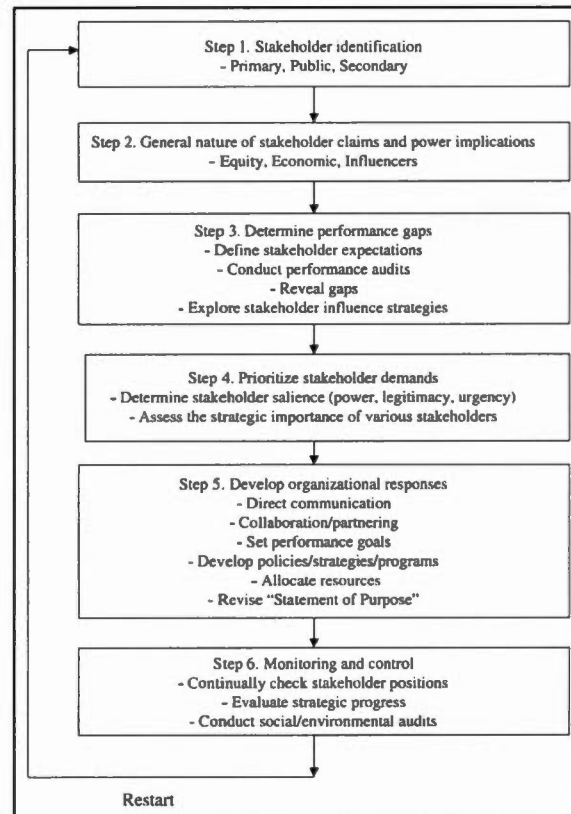 Step 1. Stakeholder identification
- Primary, Public, Secondary
Step 2. General nature of stakeholder claims and power implications
- Equity, Economic, Influencers
Step 3. Determine performance gaps
- Define stakeholder expectations
- Conduct performance audits
- Reveal gaps
- Explore stakeholder influence strategies
Step 4. Prioritize stakeholder demands
- Determine stakeholder salience (power, legitimacy, urgency)
- Assess the strategic importance of various stakeholders
Step 5. Develop organizational responses
- Direct communication
- Collaboration/partnering
- Set performance goals
- Develop policies/strategies/programs
- Allocate resources
- Revise “Statement of Purpose”
Step 6. Monitoring and control
- Continually check stakeholder positions
- Evaluate strategic progress
- Conduct social/environmental audits
Restart